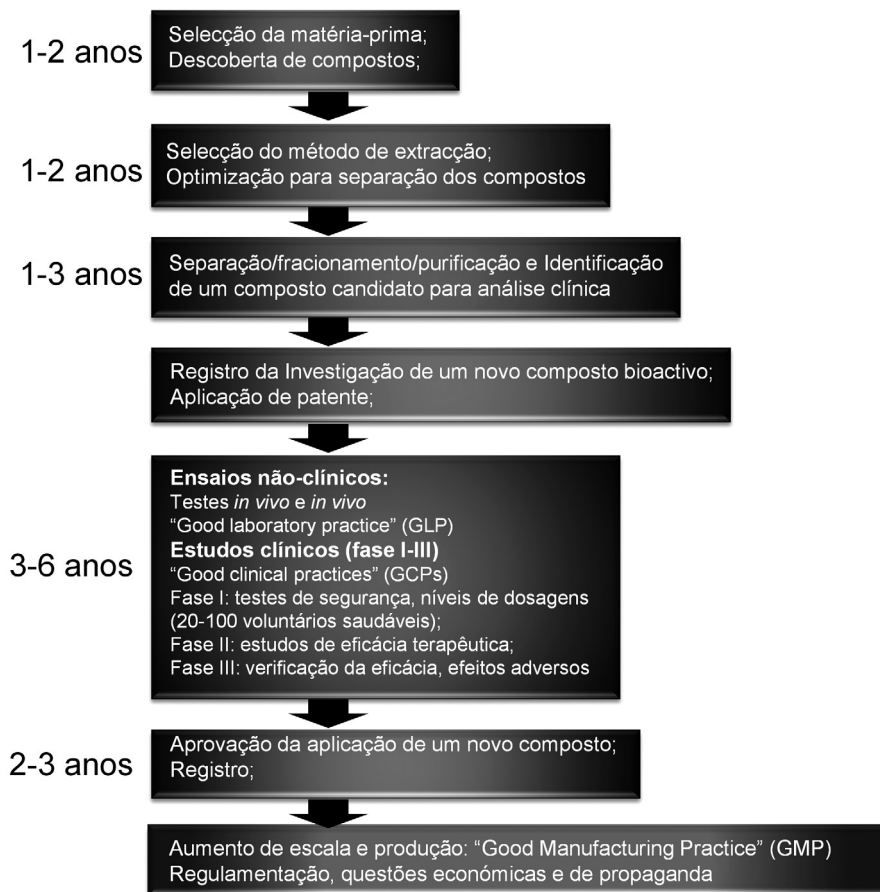 1-2 anos
Selecção da matéria-prima;
Descoberta de compostos;
1-2 anos
Selecção do método de extracção;
Optimização para separação dos compostos
1-3 anos
Separação/fracionamento/purificação e Identificação
de um composto candidato para análise clínica
Registro da Investigação de um novo composto bioactivo;
Aplicação de patente;
3-6 anos
Ensaios não-clínicos:
Testes in vivo e in vivo
“Good laboratory practice” (GLP)
Estudos clínicos (fase I-III)
“Good clinical practices” (GCPs)
Fase I: testes de segurança, níveis de dosagens
(20-100 voluntários saudáveis);
Fase II: estudos de eficácia terapêutica;
Fase III: verificação da eficácia, efeitos adversos
2-3 anos
Aprovação da aplicação de um novo composto;
Registro;
Aumento de escala e produção: “Good Manufacturing Practice” (GMP)
Regulamentação, questões económicas e de propaganda